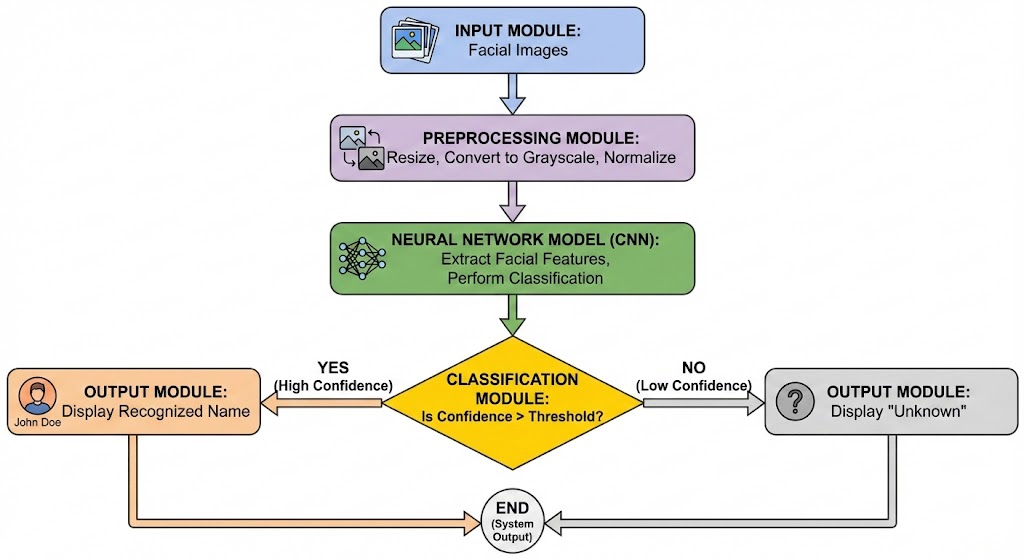 INPUT MODULE:
Facial Images
PREPROCESSING MODULE:
Resize, Convert to Grayscale, Normalize
NEURAL NETWORK MODEL (CNN):
Extract Facial Features,
Perform Classification
CLASSIFICATION
MODULE:
Is Confidence > Threshold?
YES
(High Confidence)
OUTPUT MODULE:
Display Recognized Name
John Doe
NO
(Low Confidence)
?
OUTPUT MODULE:
Display "Unknown"
END
(System
Output)